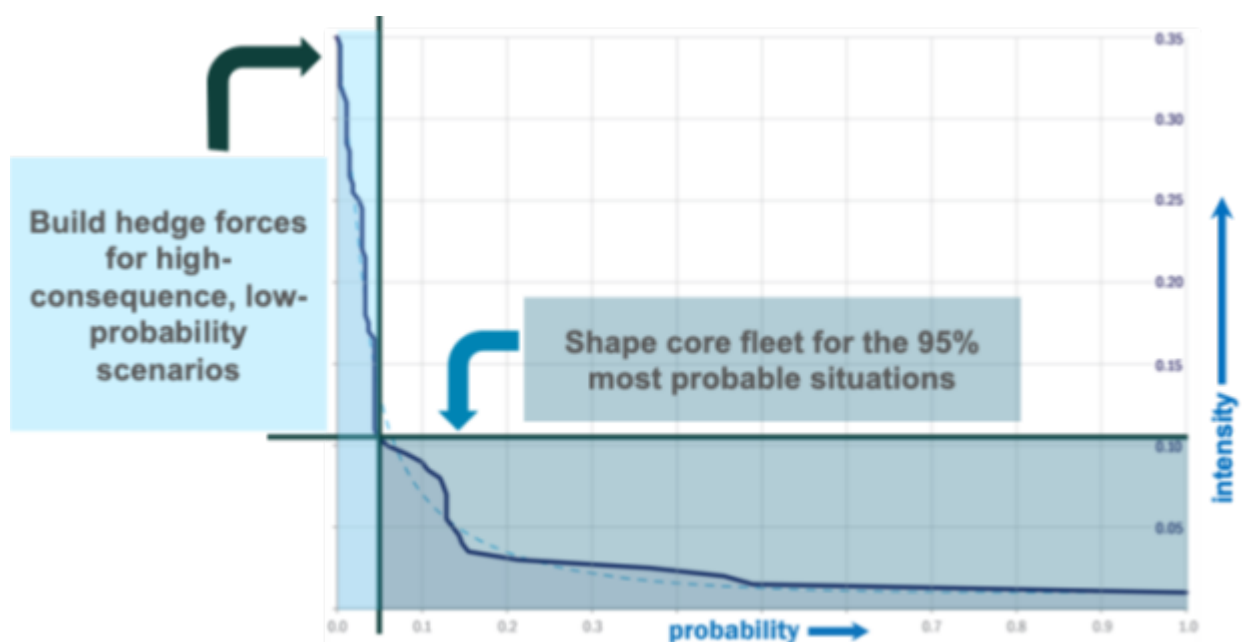 Build hedge forces
for high-
consequence, low-
probability
scenarios
Shape core fleet for the 95%
most probable situations
0.35
0.30
0.25
0.20
0.15
0.10
0.05
intensity
0.0 0.1 0.2 0.3 0.7 0.8 0.9 1.0
probability